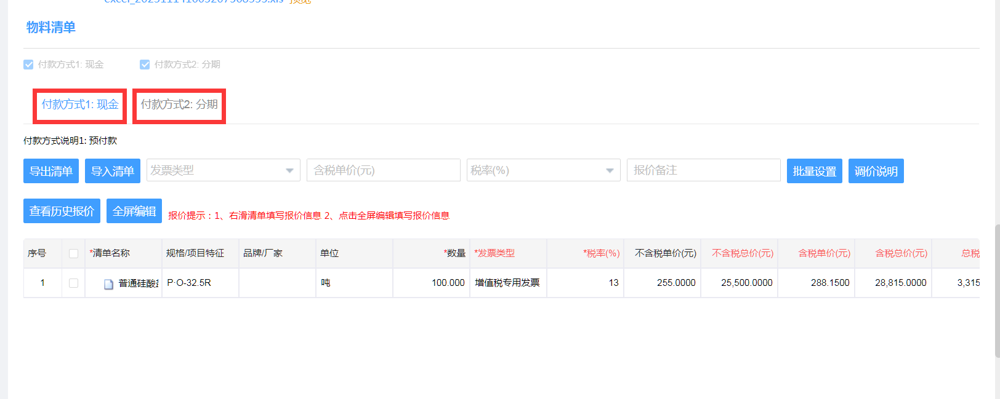 预览
物料清单
付款方式1: 现金 付款方式2: 分期
付款方式1: 现金 付款方式2: 分期
付款方式说明1: 预付款
导出清单 导入清单 发票类型 含税单价(元) 税率(%) 报价备注 批量设置 调价说明
查看历史报价 全屏编辑 报价提示：1、右滑清单填写报价信息 2、点击全屏编辑填写报价信息
序号 *清单名称 规格/项目特征 品牌/厂家 单位 *数量 *发票类型 *税率(%) 不含税单价(元) 不含税总价(元) 含税单价(元) 含税总价(元) 总税
1 普通硅酸 P·O-32.5R 吨 100.000 增值税专用发票 13 255.0000 25,500.0000 288.1500 28,815.0000 3,315